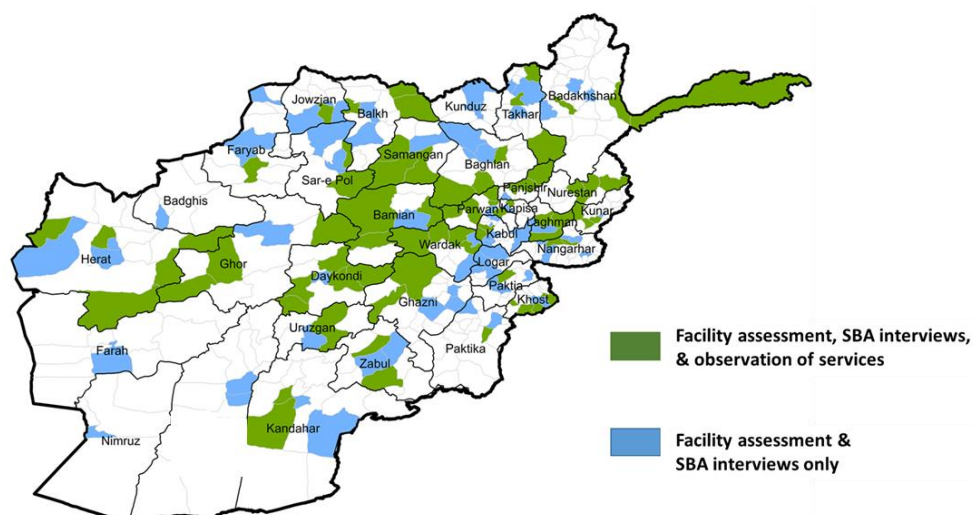 Jowzjan
Balkh
Kunduz
Takhar
Badakhshan
Faryab
Samangan
Baghlan
Sar-e Pol
Panjshir
Nurestan
Badghis
Bamian
Parwan
Kapisa
Kunar
Laghman
Kabul
Wardak
Nangarhar
Herat
Ghor
Logar
Daykondi
Paktia
Ghazni
Khost
Uruzgan
Farah
Zabul
Paktika
Kandahar
Nimruz
Facility assessment, SBA interviews,
& observation of services
Facility assessment &
SBA interviews only